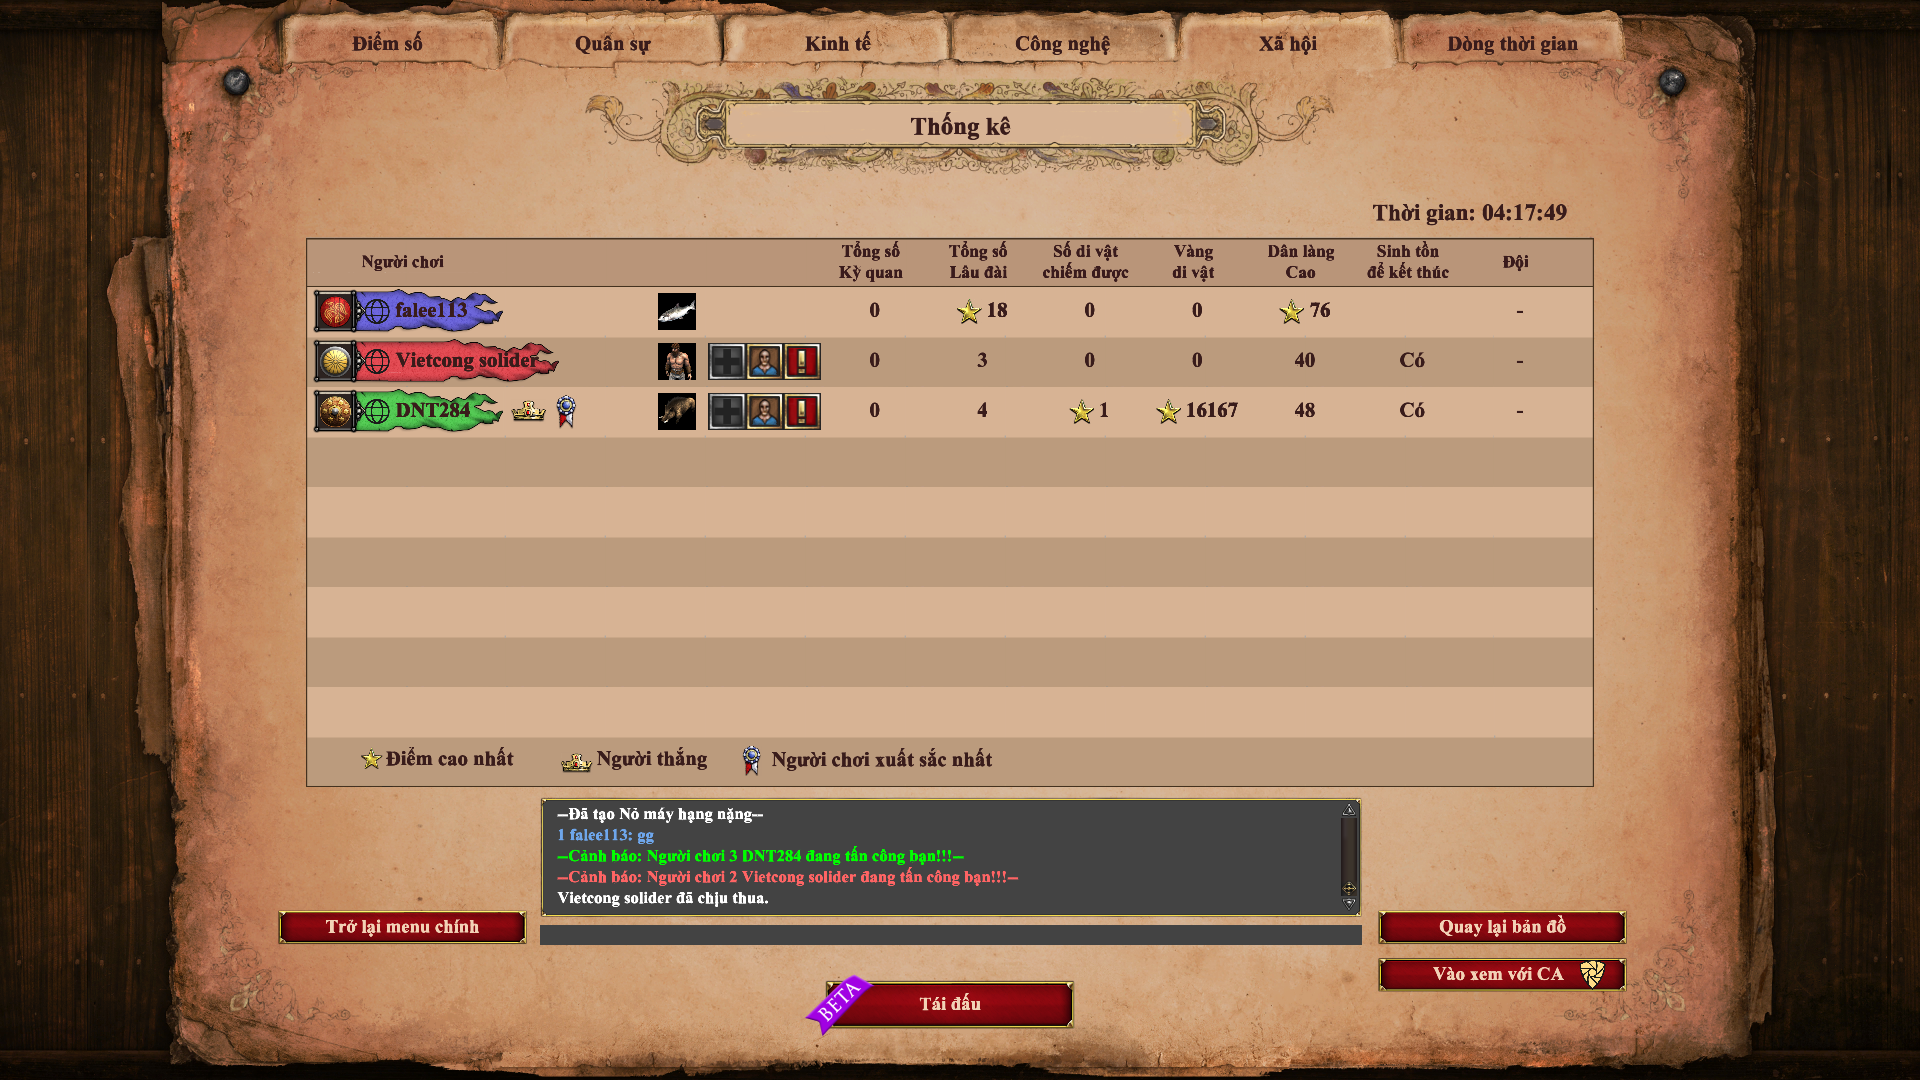 Điểm số
Quân sự
Kinh tế
Công nghệ
Xã hội
Dòng thời gian
Thống kê
Thời gian: 04:17:49
Người chơi
Tổng số Kỳ quan
Tổng số Lâu đài
Số di vật chiếm được
Vàng di vật
Dân làng Cao
Sinh tồn để kết thúc
Đội
falee113 0 18 0 0 76 -
Vietcong solider 0 3 0 0 40 Có -
DNT284 0 4 1 16167 48 Có -
Điểm cao nhất
Người thắng
Người chơi xuất sắc nhất
--Đã tạo Nỏ máy hạng nặng--
1 falee113: gg
--Cảnh báo: Người chơi 3 DNT284 đang tấn công bạn!!!--
--Cảnh báo: Người chơi 2 Vietcong solider đang tấn công bạn!!!--
Vietcong solider đã chịu thua.
Trở lại menu chính
Quay lại bản đồ
Vào xem với CA
BETA
Tái đấu